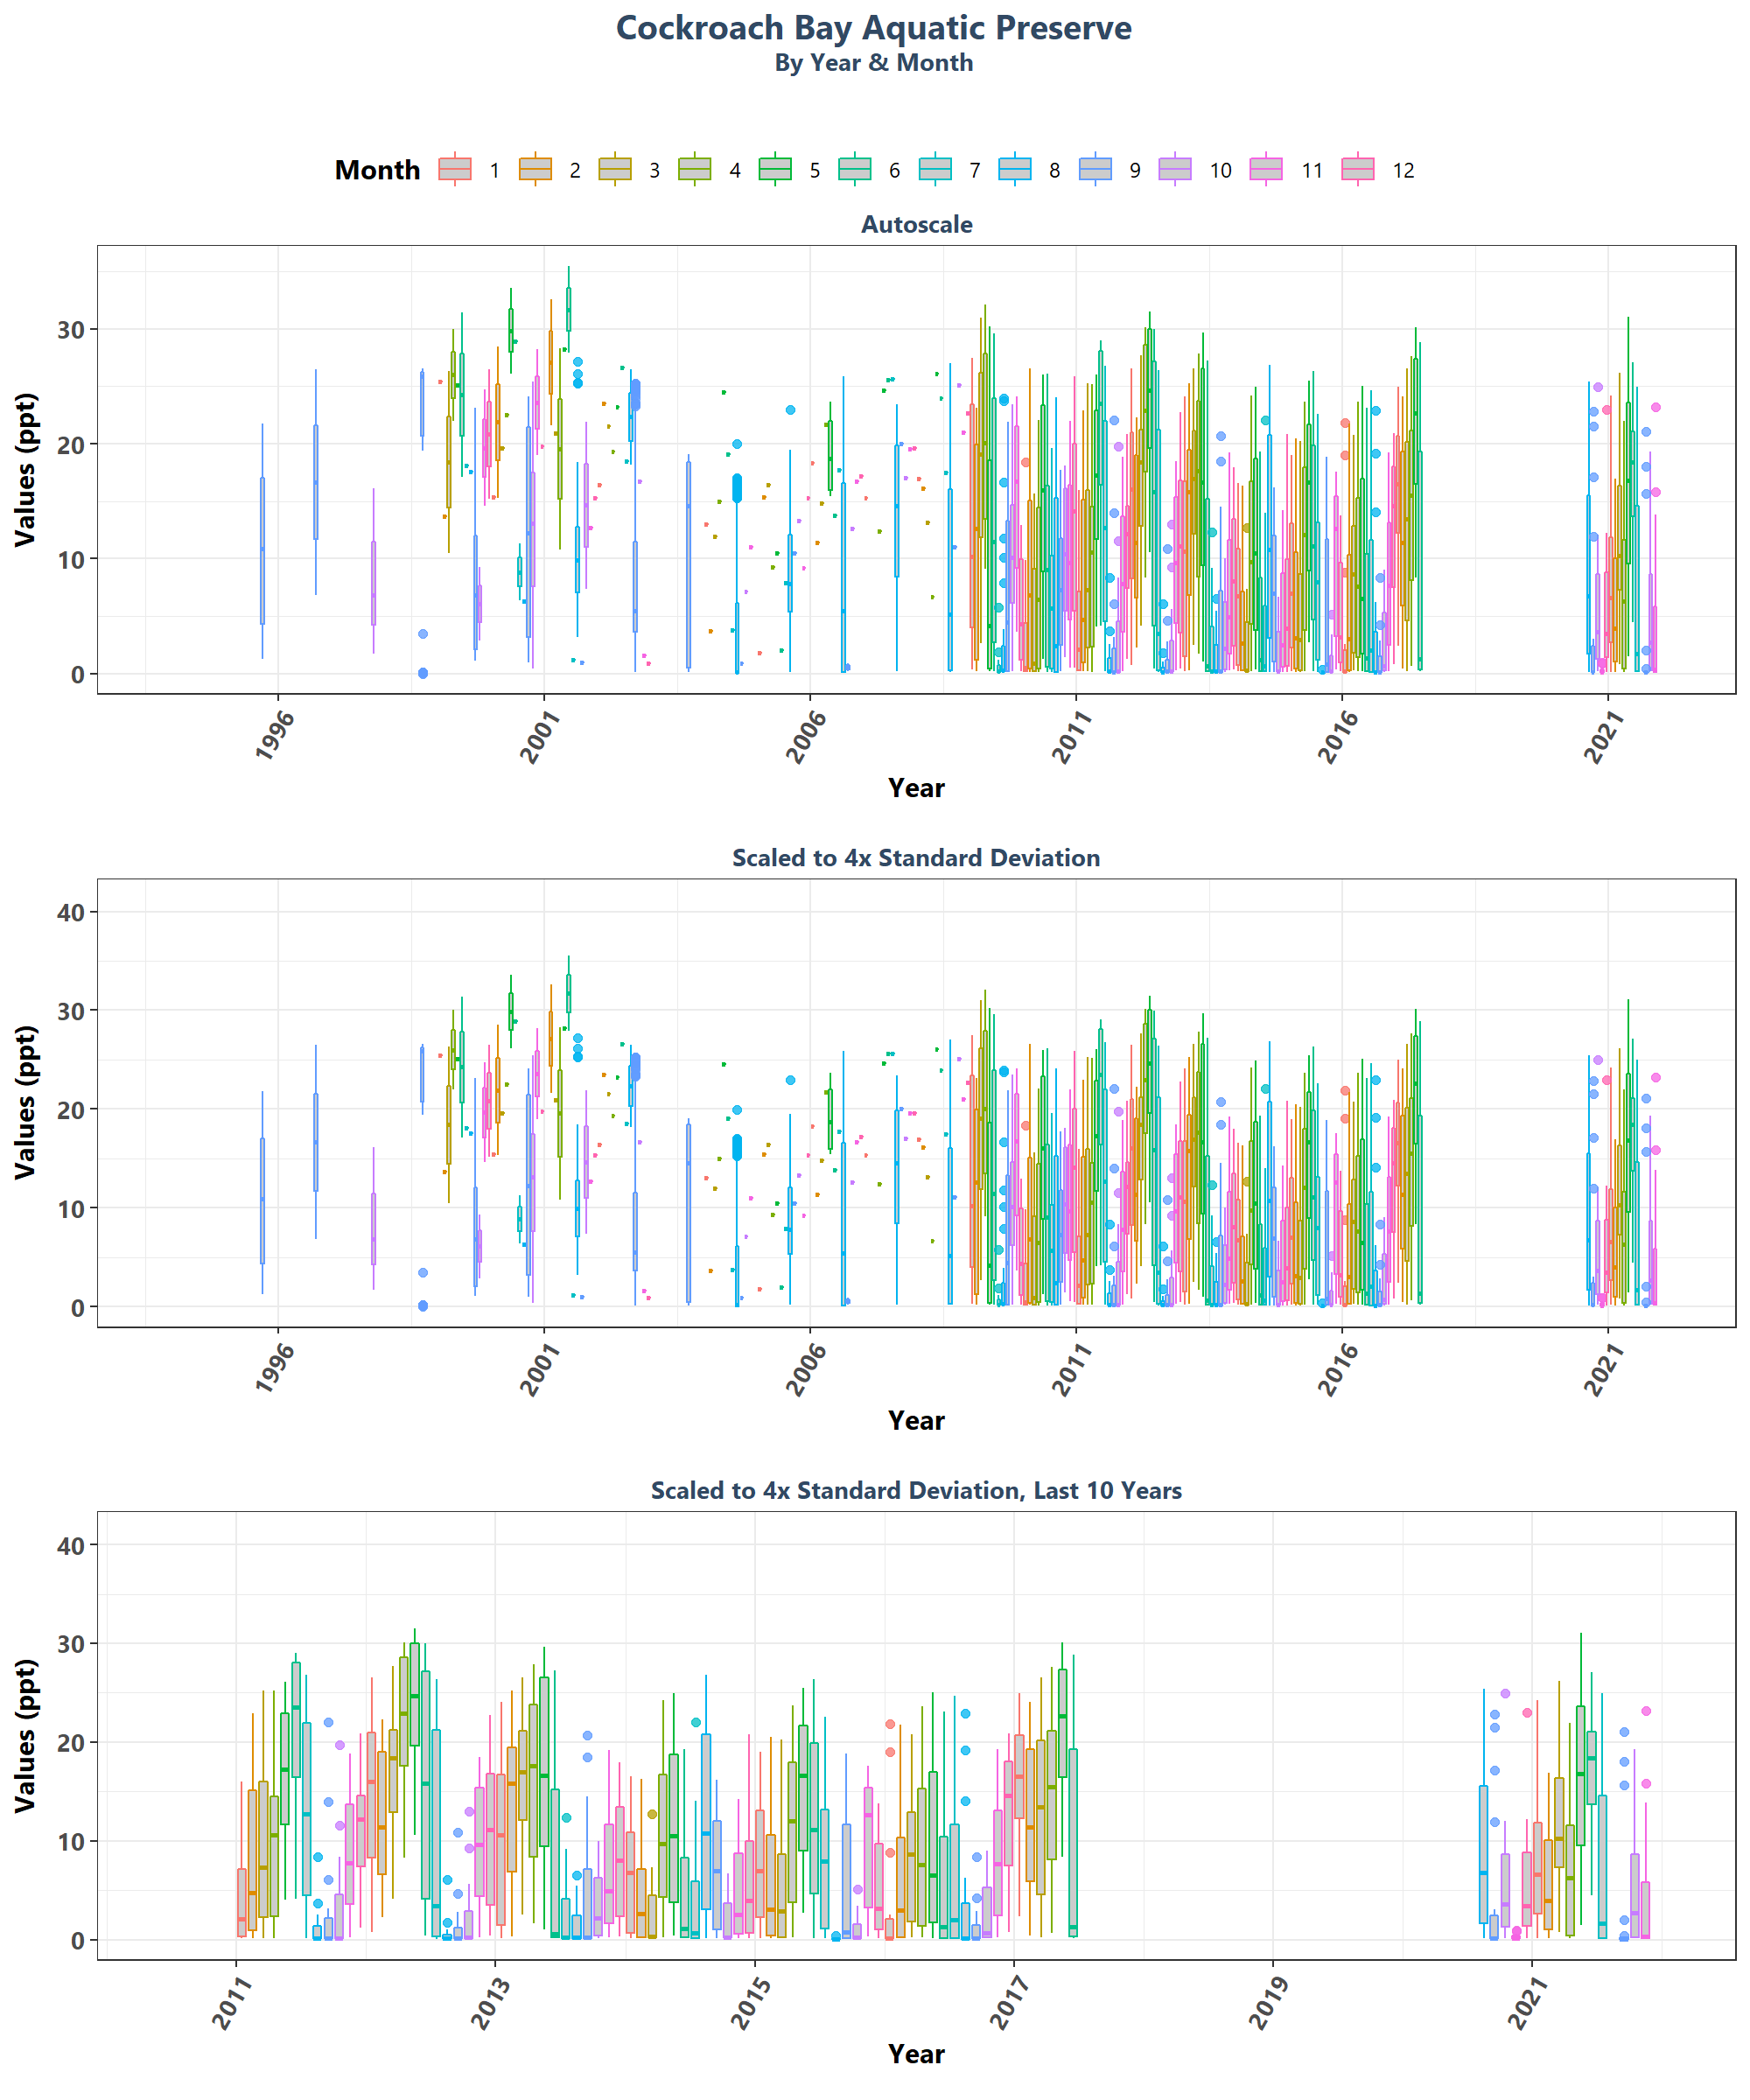 Cockroach Bay Aquatic Preserve
By Year & Month
Month 1 2 3 4 5 6 7 8 9 10 11 12
Autoscale
Values (ppt)
30
20
10
0
1996 2001 2006 2011 2016 2021
Year
Scaled to 4x Standard Deviation
Values (ppt)
40
30
20
10
0
1996 2001 2006 2011 2016 2021
Year
Scaled to 4x Standard Deviation, Last 10 Years
Values (ppt)
40
30
20
10
0
2011 2013 2015 2017 2019 2021
Year